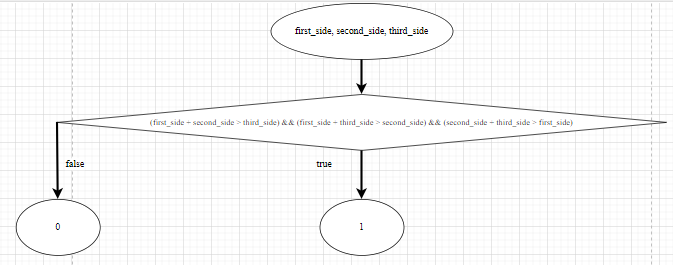 first_side, second_side, third_side
(first_side + second_side > third_side) && (first_side + third_side > second_side) && (second_side + third_side > first_side)
false
true
0
1